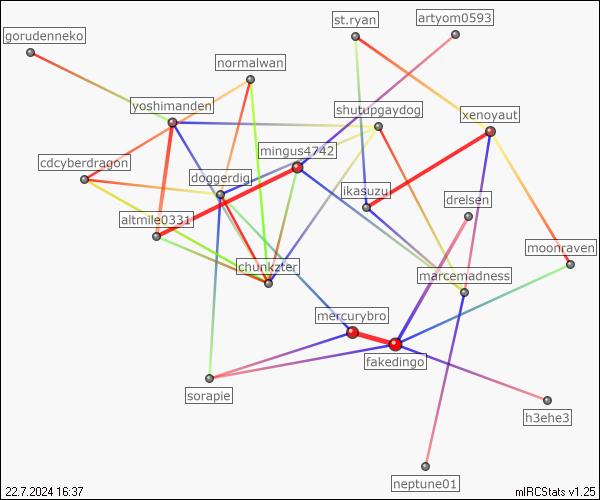 artyom0593
st.ryan
gorudenneko
normalwan
yoshimanden
shutupgaydog
xenoyaut
mingus4742
cdcyberdragon
doggerdig
ikasuzu
drelsen
altmile0331
moonraven
chunkzter
marcemadness
mercurybro
fakedingo
sorapie
h3ehe3
neptune01
22.7.2024 16:37
mIRCStats v1.25